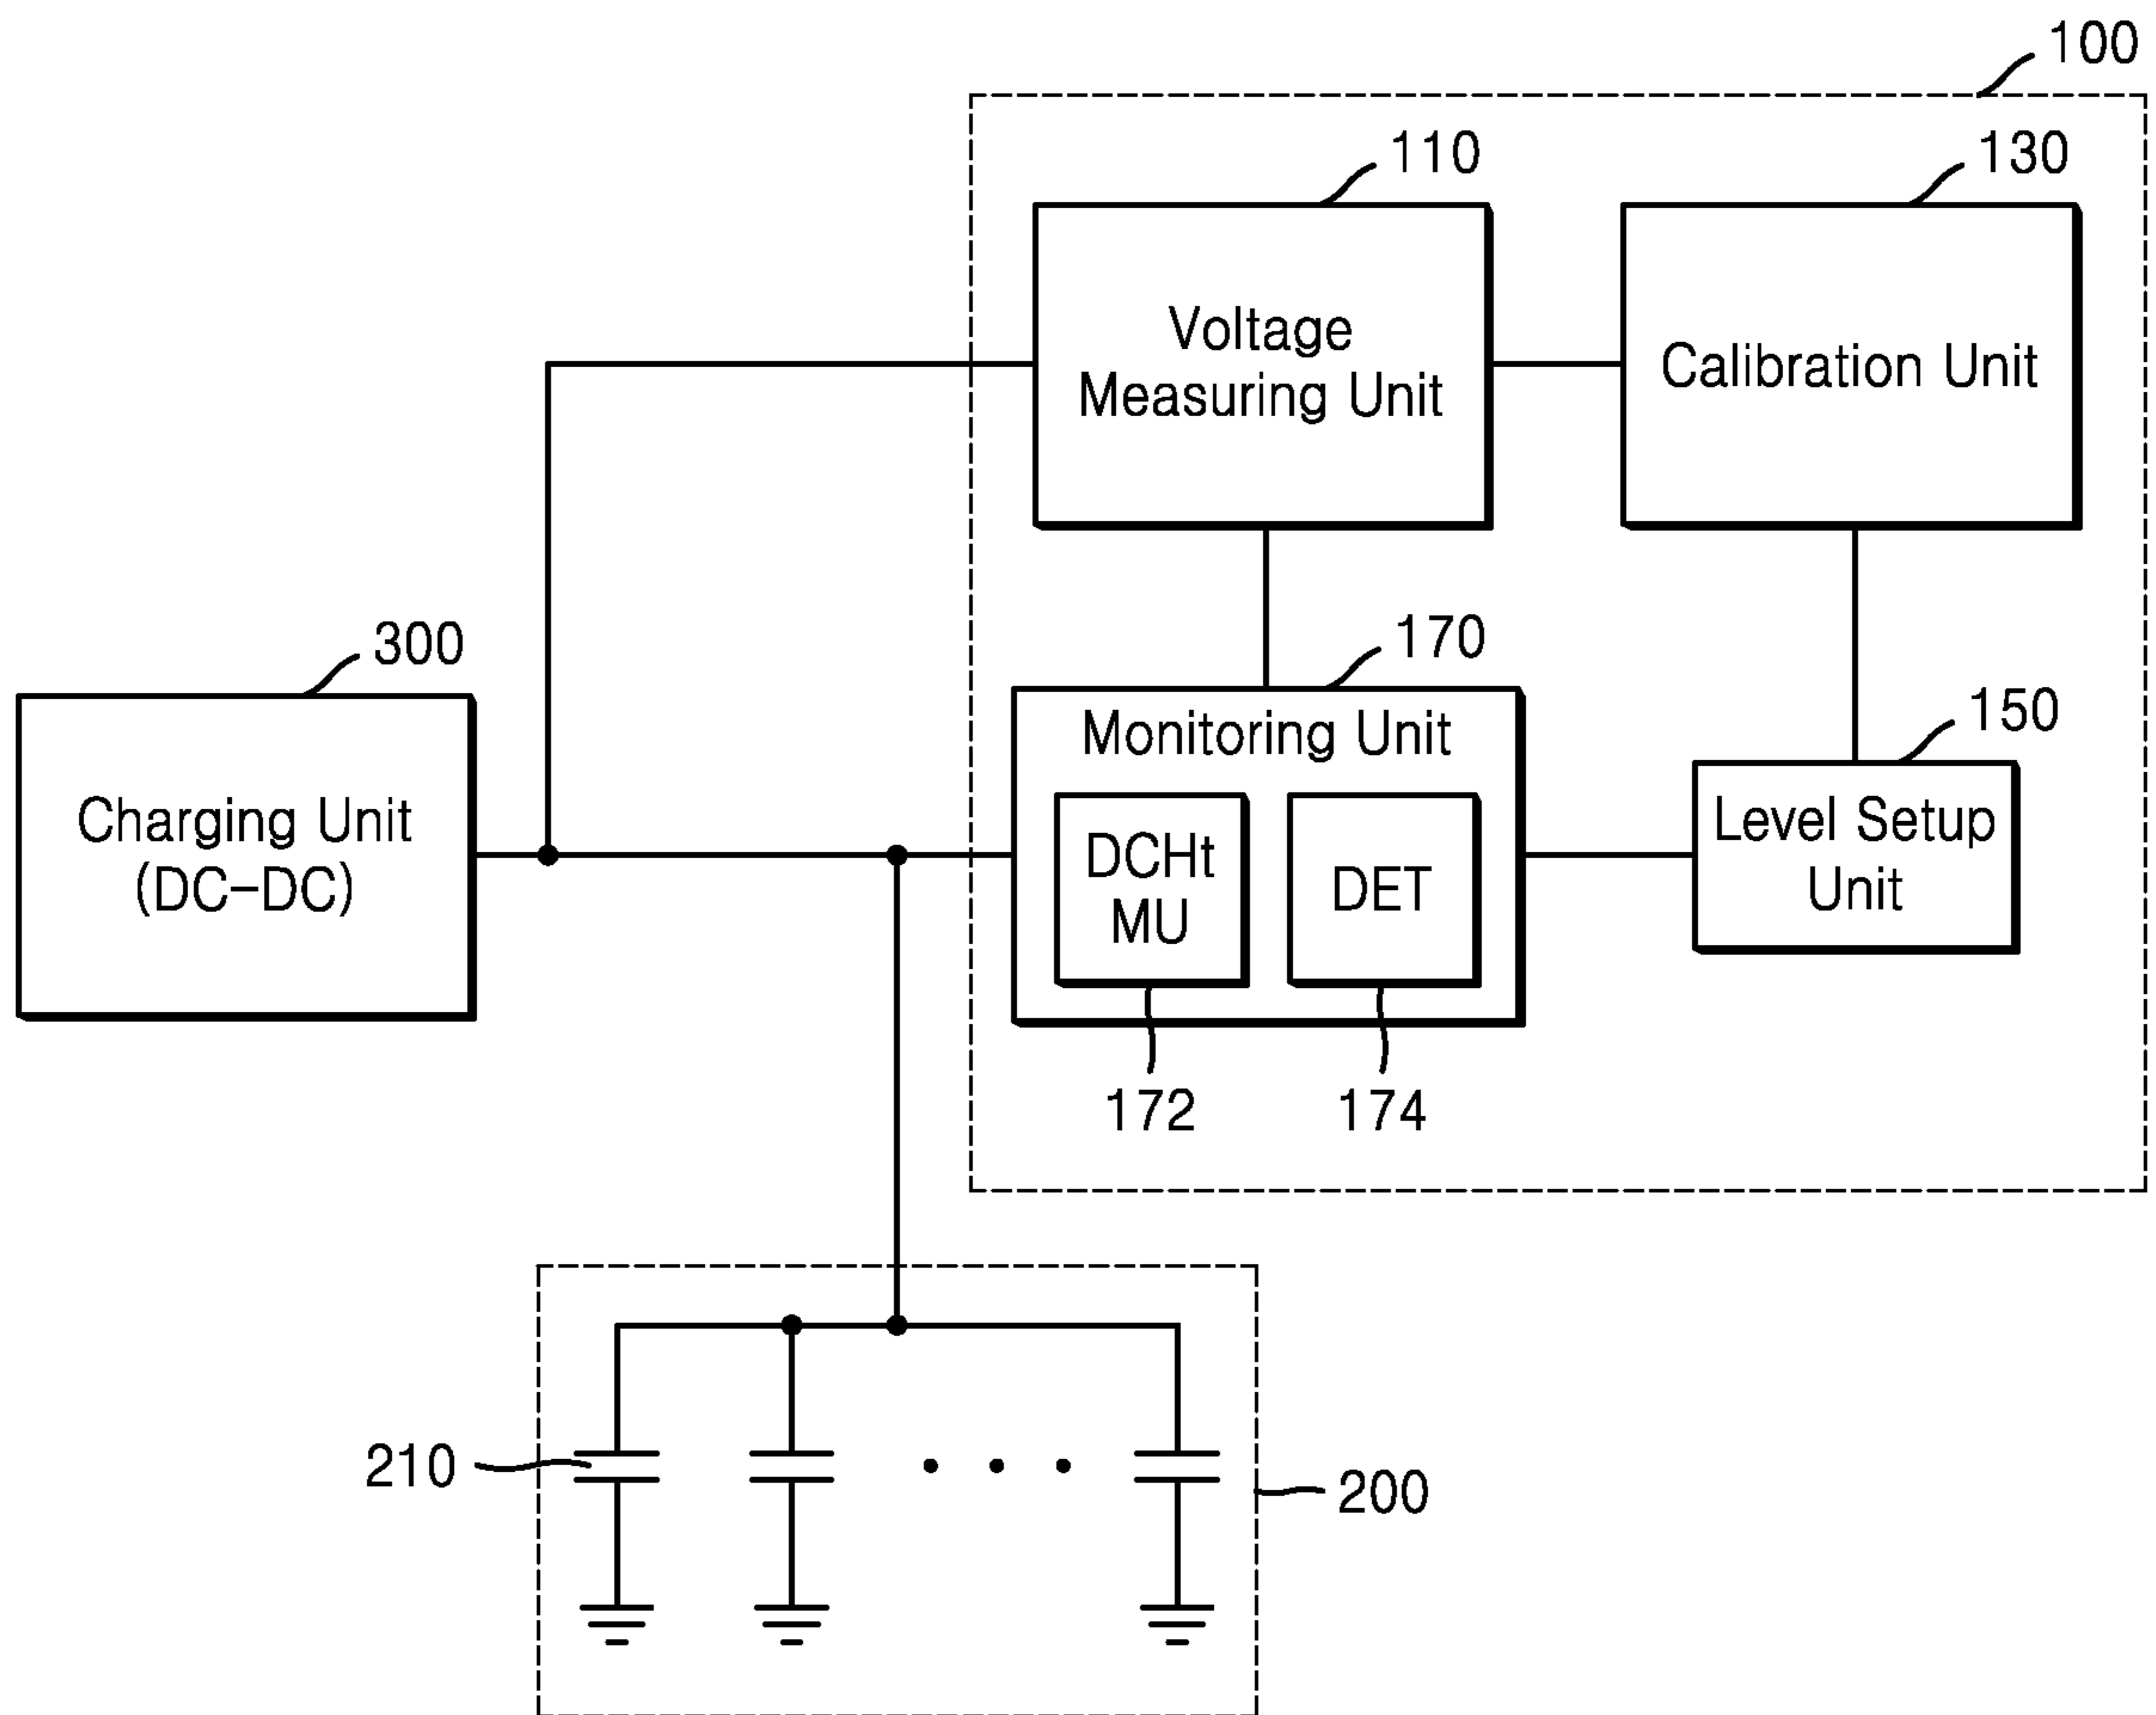 100
110
130
Voltage
Measuring Unit
Calibration Unit
300
170
150
Charging Unit
(DC-DC)
Monitoring Unit
DCHt
MU
DET
Level Setup
Unit
172
174
210
200